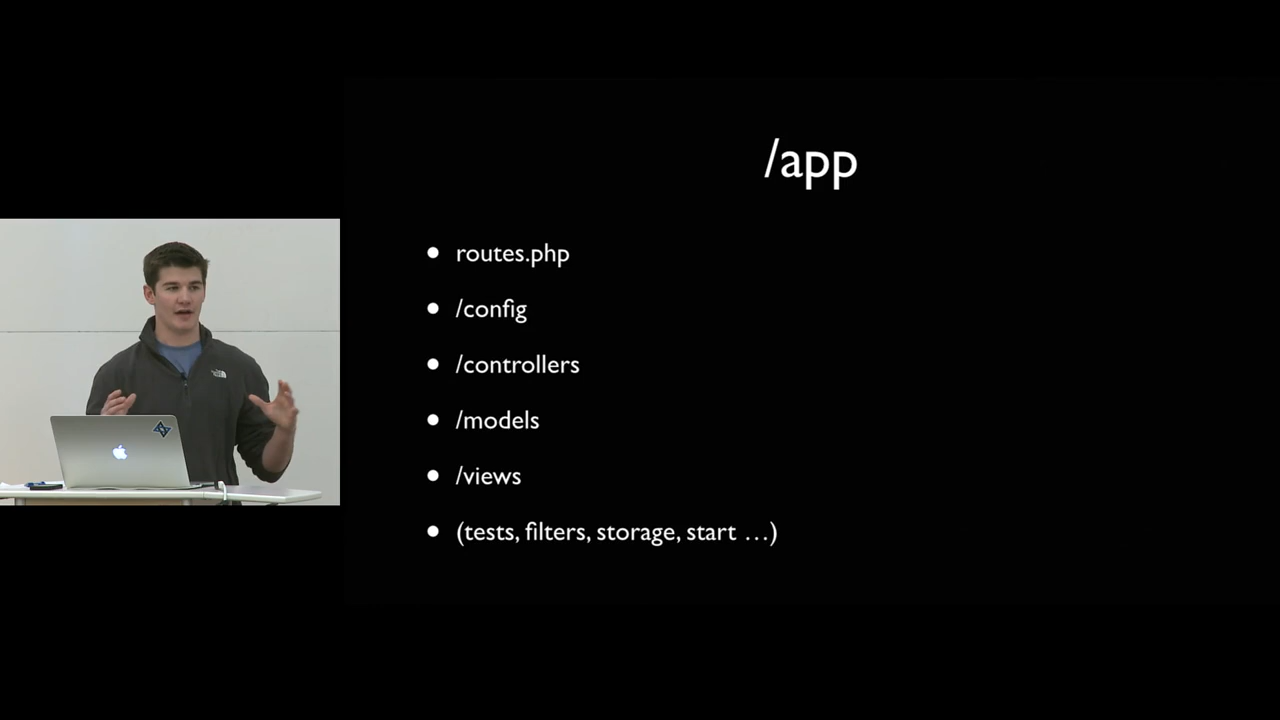 /app
routes.php
/config
/controllers
/models
/views
(tests, filters, storage, start …)